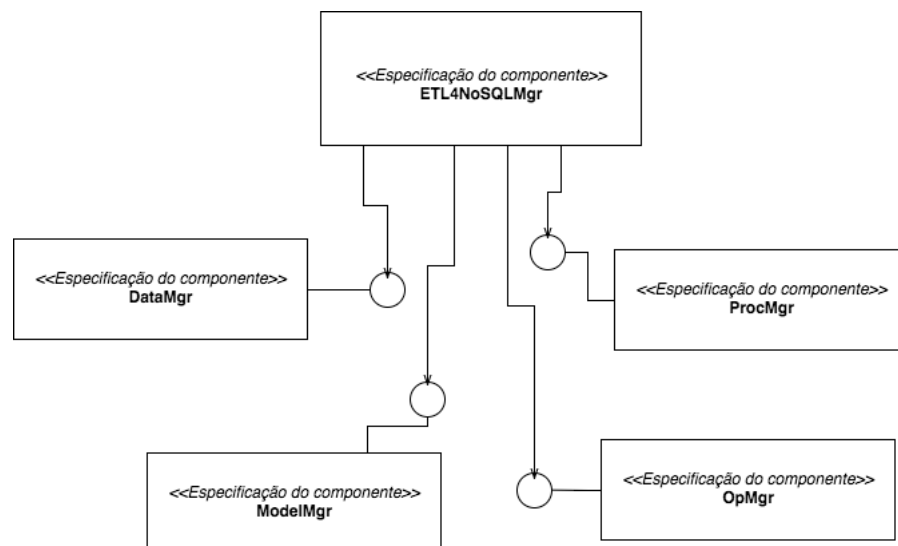 <<Especificação do componente>>
ETL4NoSQLMgr
<<Especificação do componente>>
DataMgr
<<Especificação do componente>>
ProcMgr
<<Especificação do componente>>
ModelMgr
<<Especificação do componente>>
OpMgr